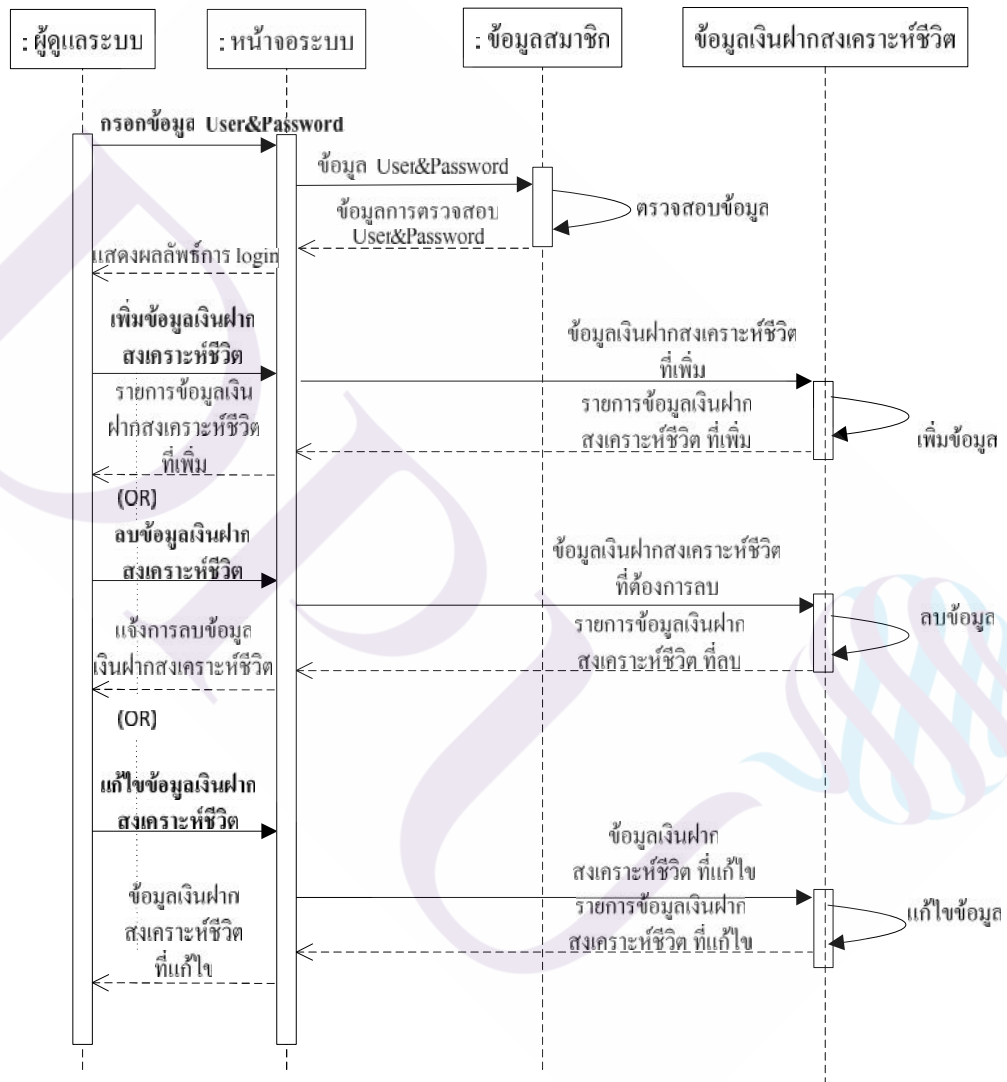 : ผู้ดูแลระบบ
: หน้าจอระบบ
: ข้อมูลสมาชิก
ข้อมูลเงินฝากสงเคราะห์ชีวิต
กรอกข้อมูล User&Password
ข้อมูล User&Password
ตรวจสอบข้อมูล
ข้อมูลการตรวจสอบ
User&Password
แสดงผลลัพธ์การ login
เพิ่มข้อมูลเงินฝาก
สงเคราะห์ชีวิต
ข้อมูลเงินฝากสงเคราะห์ชีวิต
ที่เพิ่ม
รายการข้อมูลเงิน
ฝากสงเคราะห์ชีวิต
ที่เพิ่ม
รายการข้อมูลเงินฝาก
สงเคราะห์ชีวิต ที่เพิ่ม
เพิ่มข้อมูล
(OR)
ลบข้อมูลเงินฝาก
สงเคราะห์ชีวิต
ข้อมูลเงินฝากสงเคราะห์ชีวิต
ที่ต้องการลบ
ลบข้อมูล
แจ้งการลบข้อมูล
เงินฝากสงเคราะห์ชีวิต
รายการข้อมูลเงินฝาก
สงเคราะห์ชีวิต ที่ลบ
(OR)
แก้ไขข้อมูลเงินฝาก
สงเคราะห์ชีวิต
ข้อมูลเงินฝาก
สงเคราะห์ชีวิต ที่แก้ไข
ข้อมูลเงินฝาก
สงเคราะห์ชีวิต
ที่แก้ไข
รายการข้อมูลเงินฝาก
สงเคราะห์ชีวิต ที่แก้ไข
แก้ไขข้อมูล
DPU